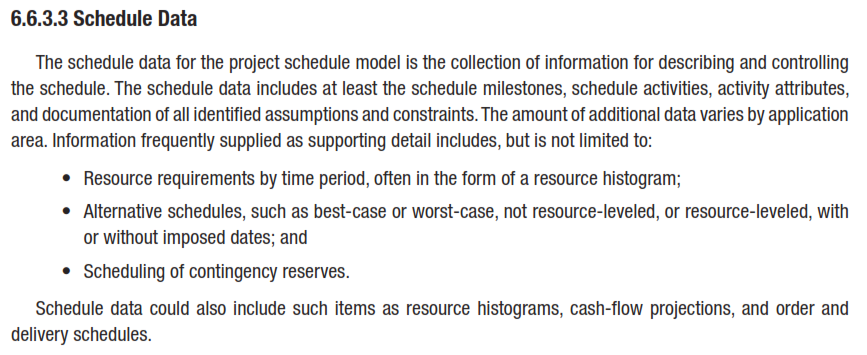 6.6.3.3 Schedule Data
The schedule data for the project schedule model is the collection of information for describing and controlling
the schedule. The schedule data includes at least the schedule milestones, schedule activities, activity attributes,
and documentation of all identified assumptions and constraints. The amount of additional data varies by application
area. Information frequently supplied as supporting detail includes, but is not limited to:
• Resource requirements by time period, often in the form of a resource histogram;
• Alternative schedules, such as best-case or worst-case, not resource-leveled, or resource-leveled, with
or without imposed dates; and
• Scheduling of contingency reserves.
Schedule data could also include such items as resource histograms, cash-flow projections, and order and
delivery schedules.